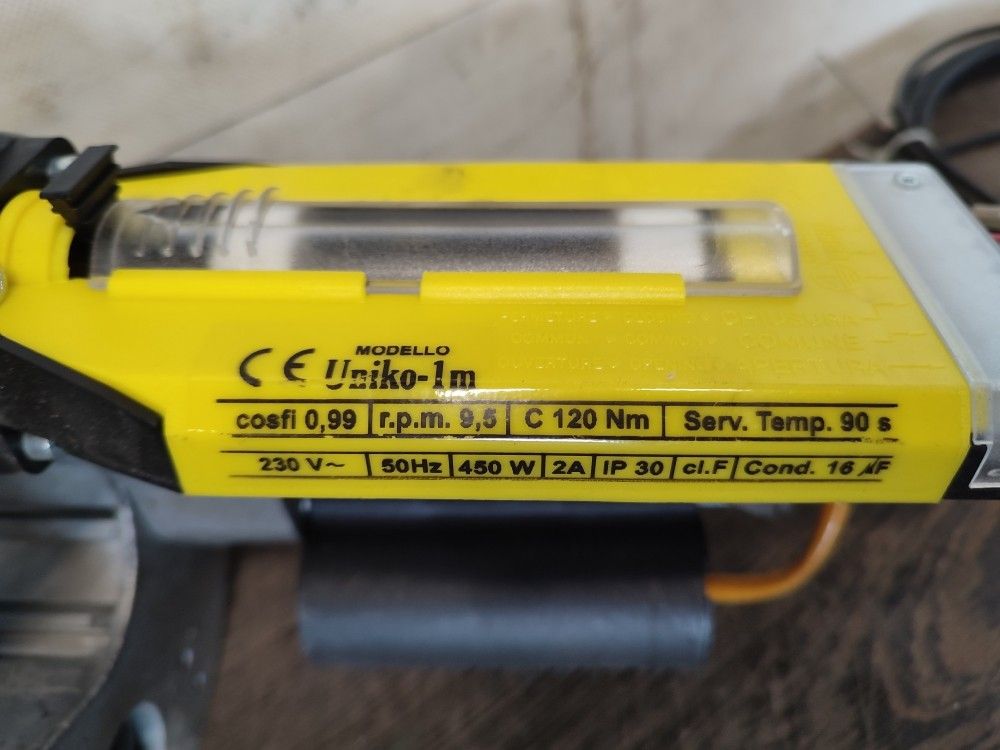 CE MODELLO
Uniko-1m
cosfi 0,99 r.p.m. 9,5 C 120 Nm Serv. Temp. 90 s
230 V~ 50Hz 450 W 2A IP 30 cl.F Cond. 16 µF